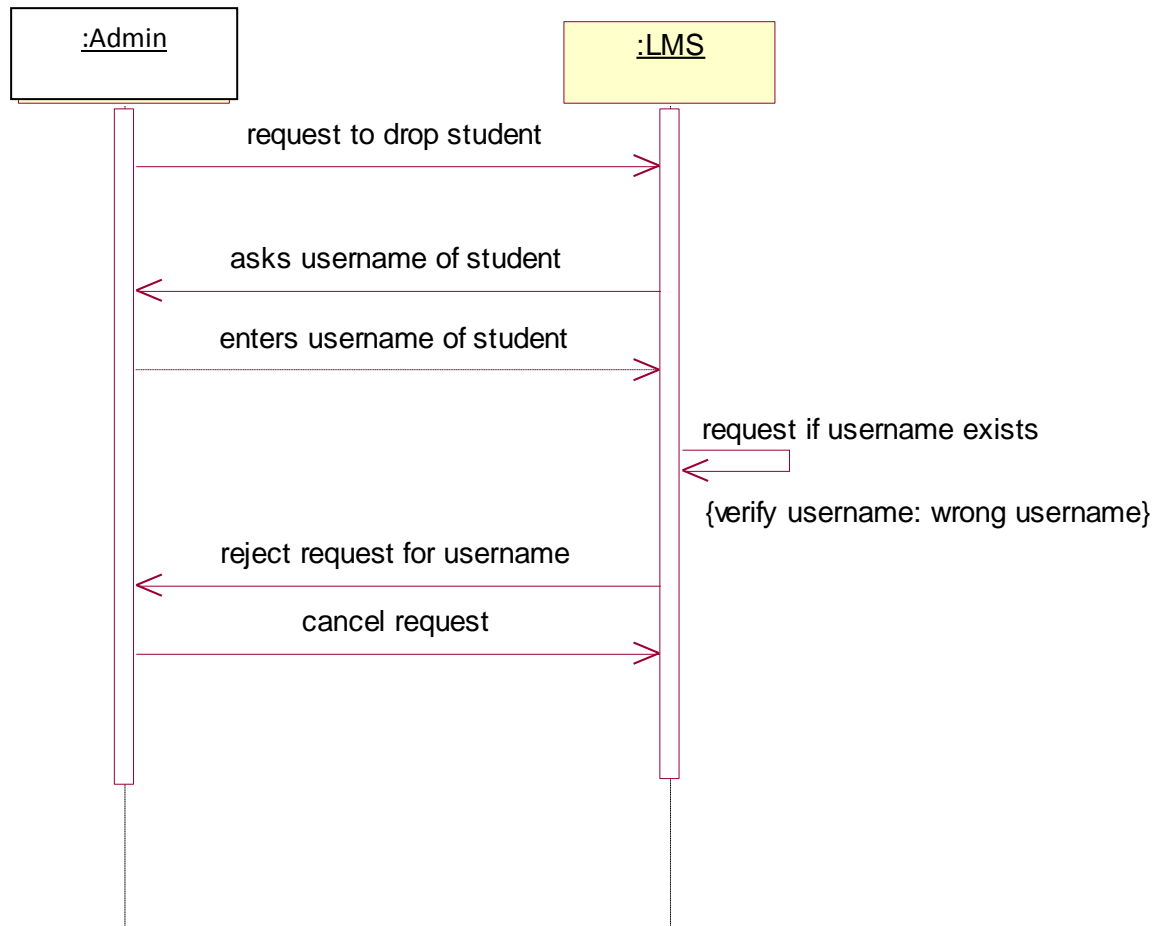 :Admin
:LMS
request to drop student
asks username of student
enters username of student
request if username exists
{verify username: wrong username}
reject request for username
cancel request